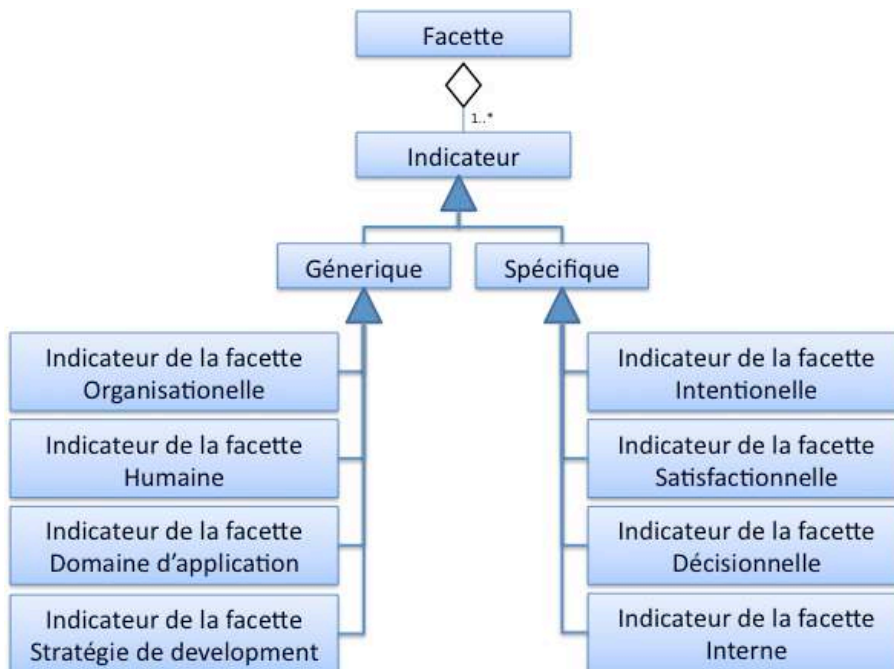 Facette
1..*
Indicateur
Génerique
Spécifique
Indicateur de la facette
Organisationelle
Indicateur de la facette
Humaine
Indicateur de la facette
Domaine d'application
Indicateur de la facette
Stratégie de development
Indicateur de la facette
Intentionelle
Indicateur de la facette
Satisfactionnelle
Indicateur de la facette
Décisionnelle
Indicateur de la facette
Interne